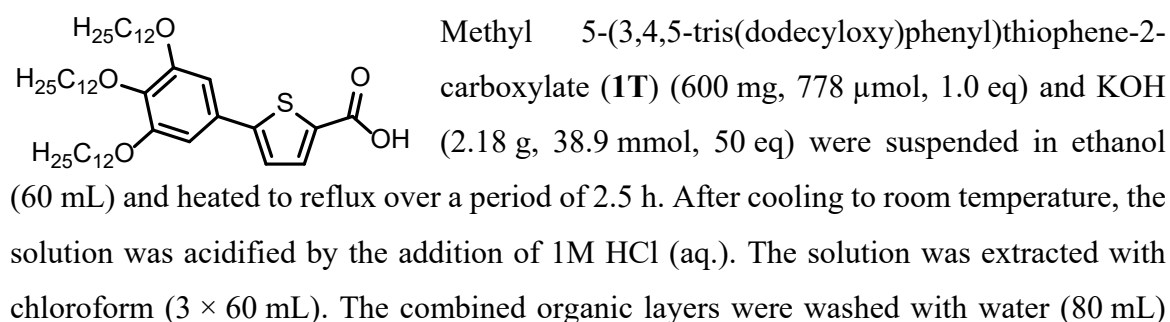 H₂₅C₁₂O
H₂₅C₁₂O
H₂₅C₁₂O
S
O
OH
Methyl 5-(3,4,5-tris(dodecyloxy)phenyl)thiophene-2-
carboxylate (1T) (600 mg, 778 µmol, 1.0 eq) and KOH
(2.18 g, 38.9 mmol, 50 eq) were suspended in ethanol
(60 mL) and heated to reflux over a period of 2.5 h. After cooling to room temperature, the
solution was acidified by the addition of 1M HCl (aq.). The solution was extracted with
chloroform (3 × 60 mL). The combined organic layers were washed with water (80 mL)